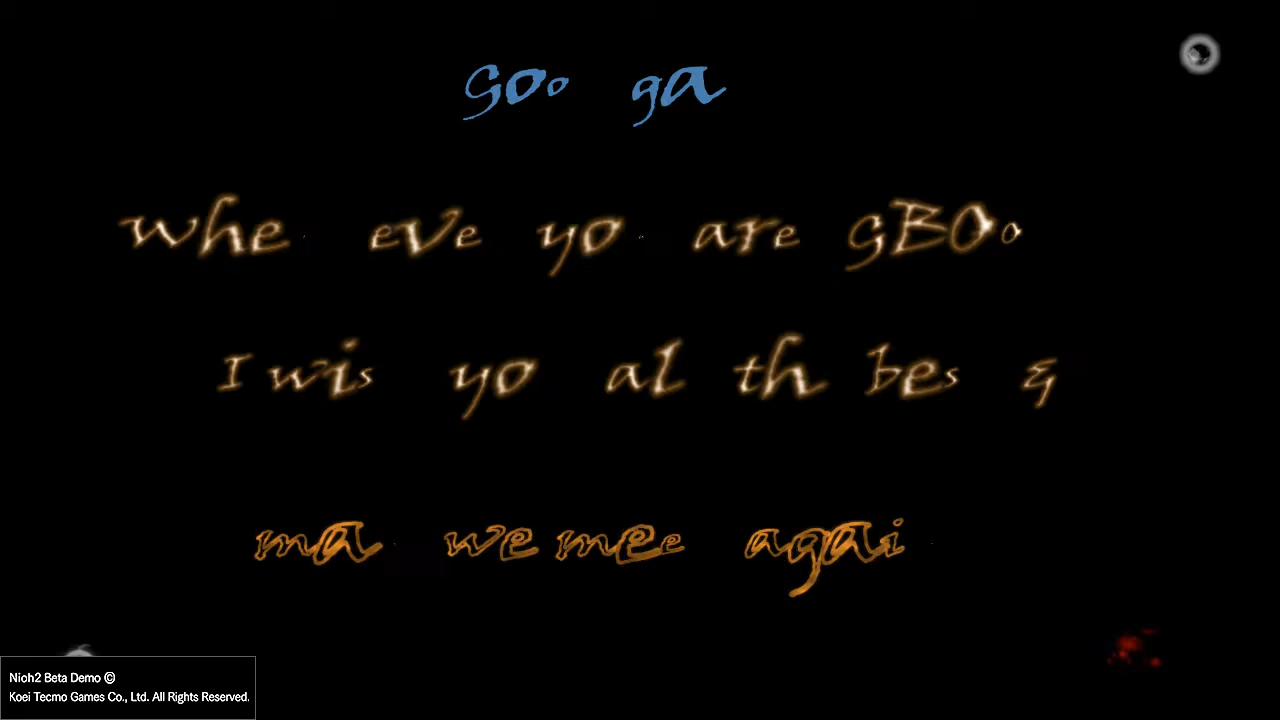 Goo ga
Whe eve yo are GBOo
I wis yo al th bes &
ma we mee agai
Nioh2 Beta Demo ©
Koei Tecmo Games Co., Ltd. All Rights Reserved.